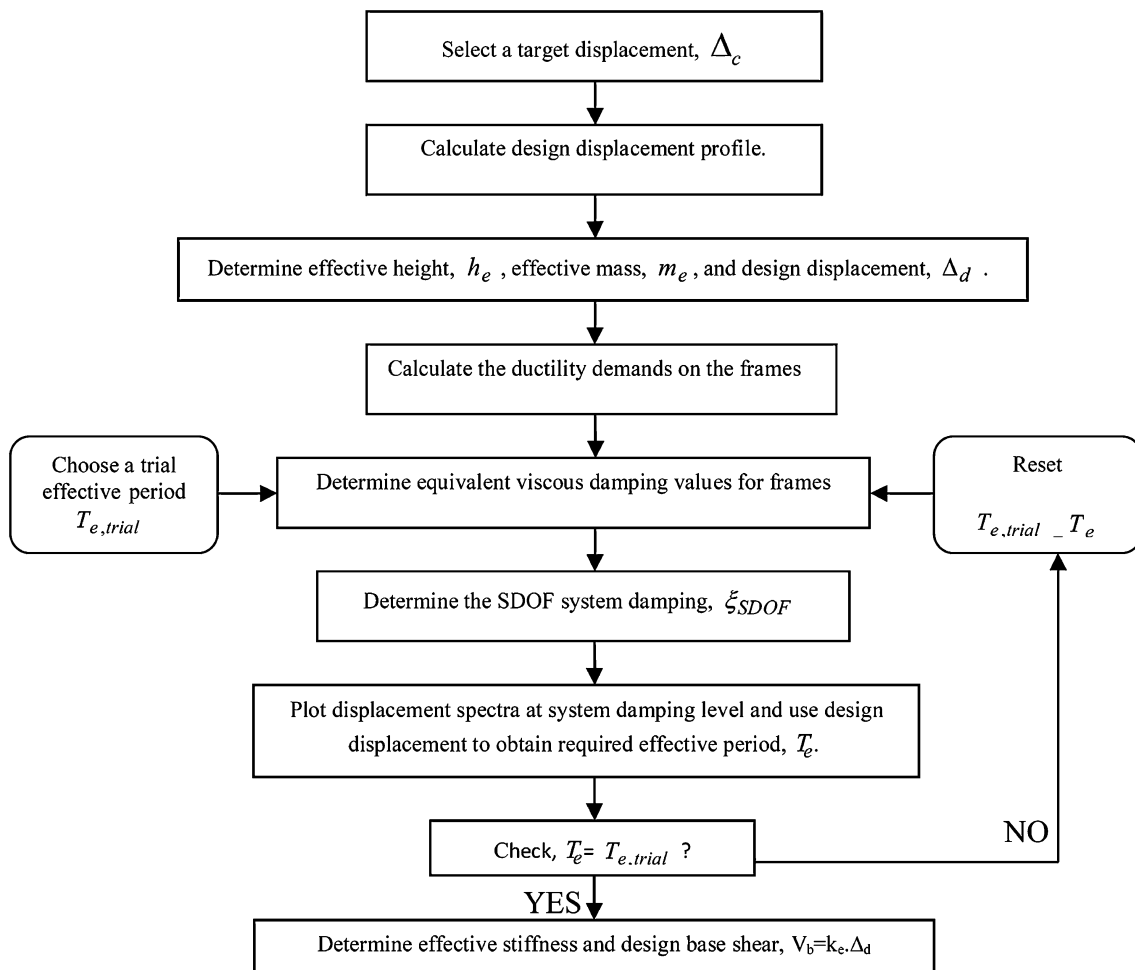 Select a target displacement, Δc
Calculate design displacement profile.
Determine effective height, he , effective mass, me , and design displacement, Δd .
Calculate the ductility demands on the frames
Choose a trial
effective period
Te,trial
Determine equivalent viscous damping values for frames
Reset
Te.trial _ Te
Determine the SDOF system damping, ξSDOF
Plot displacement spectra at system damping level and use design
displacement to obtain required effective period, Te.
Check, Te= Te.trial ?
NO
YES
Determine effective stiffness and design base shear, Vb=ke.Δd